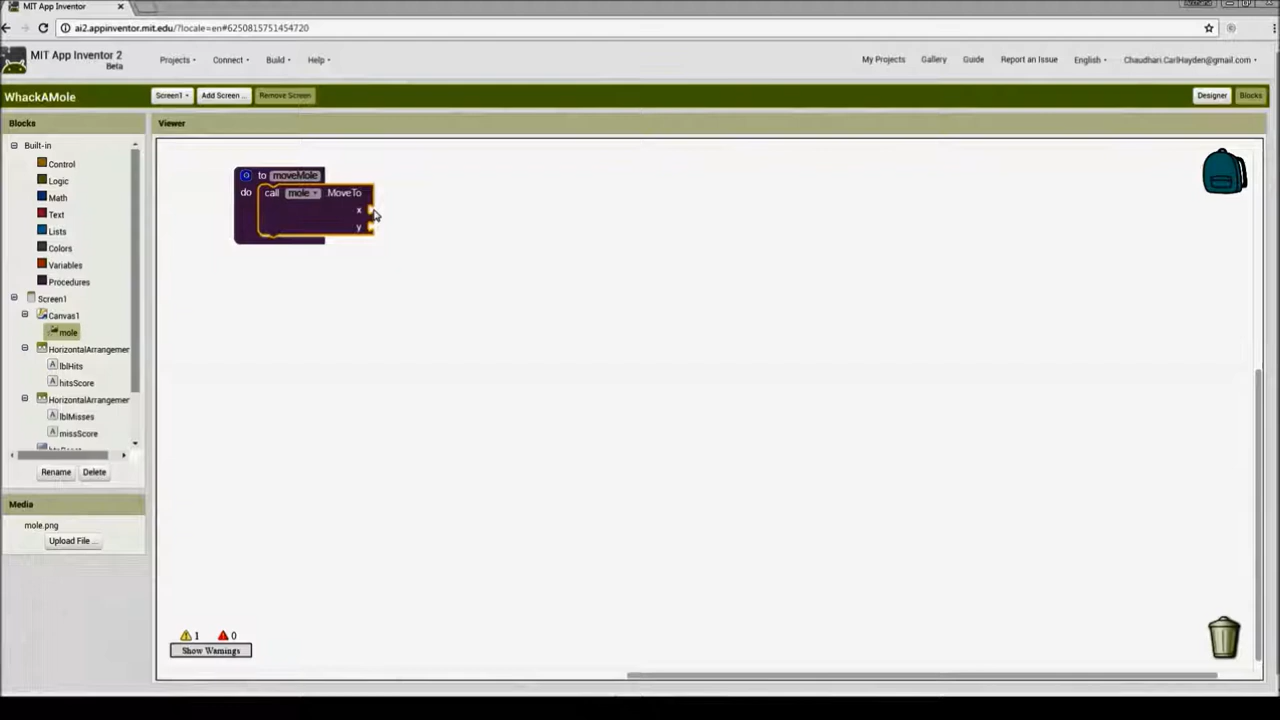 MIT App Inventor 2
ai2.appinventor.mit.edu/?locale=en#6250815751454720
MIT App Inventor 2
Beta
Projects
Connect
Build
Help
My Projects
Gallery
Guide
Report an Issue
English
Chaudhari.CarlHayden@gmail.com
WhackAMole
Screen1
Add Screen ...
Remove Screen
Designer
Blocks
Blocks
Viewer
Built-in
Control
Logic
Math
Text
Lists
Colors
Variables
Procedures
Screen1
Canvas1
mole
HorizontalArrangemer
lblHits
hitsScore
HorizontalArrangemer
lblMisses
missScore
Rename
Delete
Media
mole.png
Upload File ...
to moveMole
do call mole MoveTo
x
y
1 0
Show Warnings